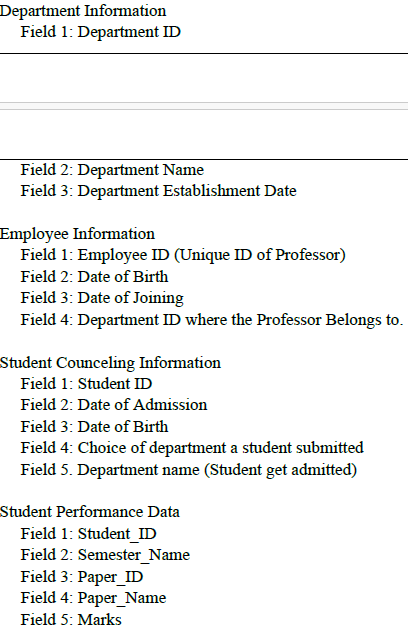 Department Information
Field 1: Department ID
Field 2: Department Name
Field 3: Department Establishment Date
Employee Information
Field 1: Employee ID (Unique ID of Professor)
Field 2: Date of Birth
Field 3: Date of Joining
Field 4: Department ID where the Professor Belongs to.
Student Counceling Information
Field 1: Student ID
Field 2: Date of Admission
Field 3: Date of Birth
Field 4: Choice of department a student submitted
Field 5. Department name (Student get admitted)
Student Performance Data
Field 1: Student_ID
Field 2: Semester_Name
Field 3: Paper_ID
Field 4: Paper_Name
Field 5: Marks